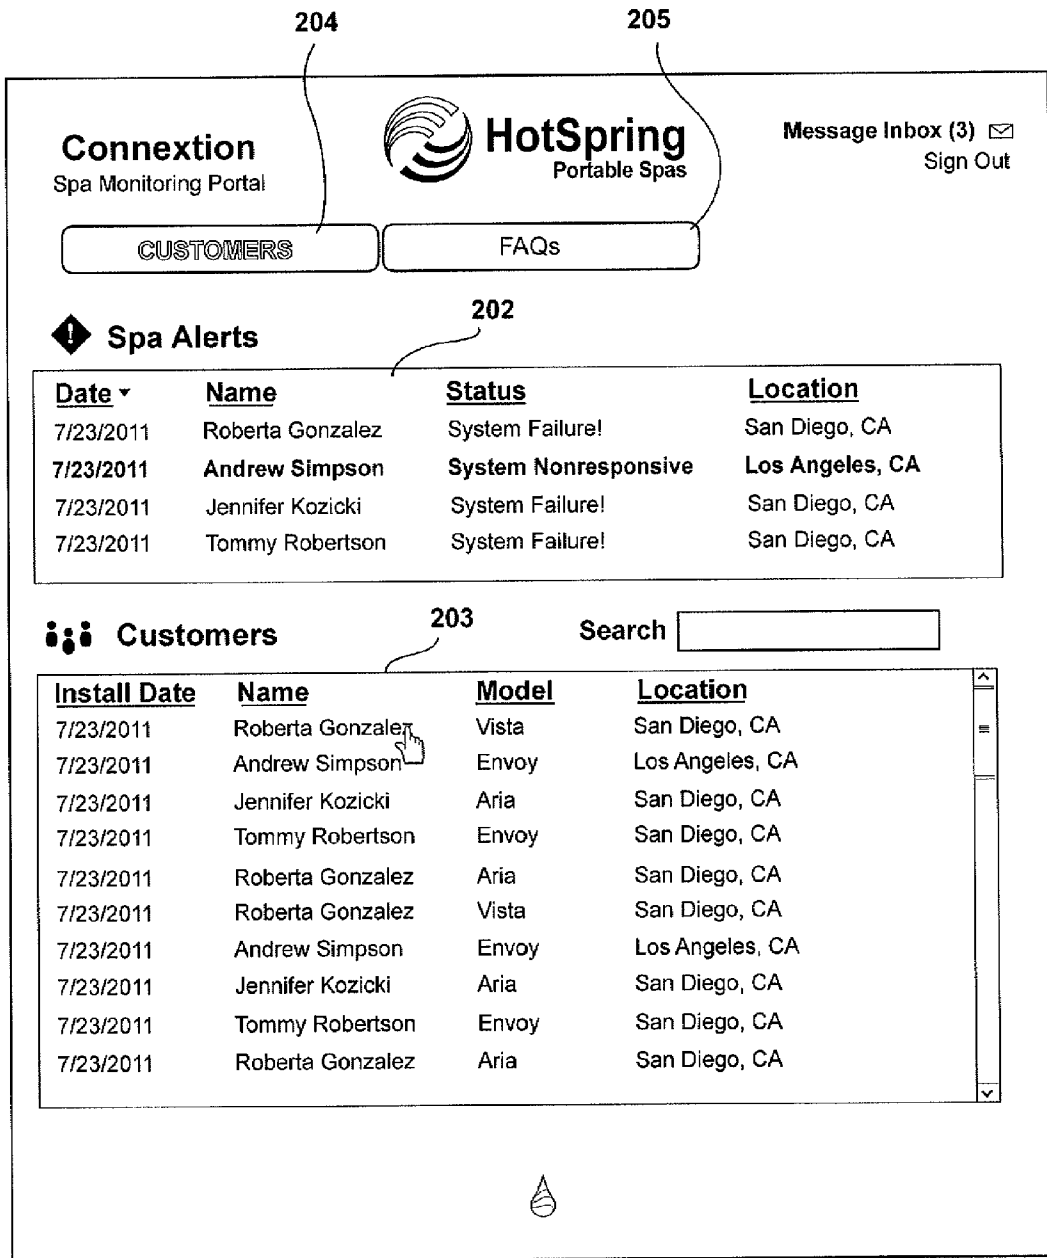 204 205
Connextion
Spa Monitoring Portal
HotSpring
Portable Spas
Message Inbox (3)
Sign Out
CUSTOMERS FAQs
202
! Spa Alerts
Date Name Status Location
7/23/2011 Roberta Gonzalez System Failure! San Diego, CA
7/23/2011 Andrew Simpson System Nonresponsive Los Angeles, CA
7/23/2011 Jennifer Kozicki System Failure! San Diego, CA
7/23/2011 Tommy Robertson System Failure! San Diego, CA
Customers 203 Search
Install Date Name Model Location
7/23/2011 Roberta Gonzalez Vista San Diego, CA
7/23/2011 Andrew Simpson Envoy Los Angeles, CA
7/23/2011 Jennifer Kozicki Aria San Diego, CA
7/23/2011 Tommy Robertson Envoy San Diego, CA
7/23/2011 Roberta Gonzalez Aria San Diego, CA
7/23/2011 Roberta Gonzalez Vista San Diego, CA
7/23/2011 Andrew Simpson Envoy Los Angeles, CA
7/23/2011 Jennifer Kozicki Aria San Diego, CA
7/23/2011 Tommy Robertson Envoy San Diego, CA
7/23/2011 Roberta Gonzalez Aria San Diego, CA